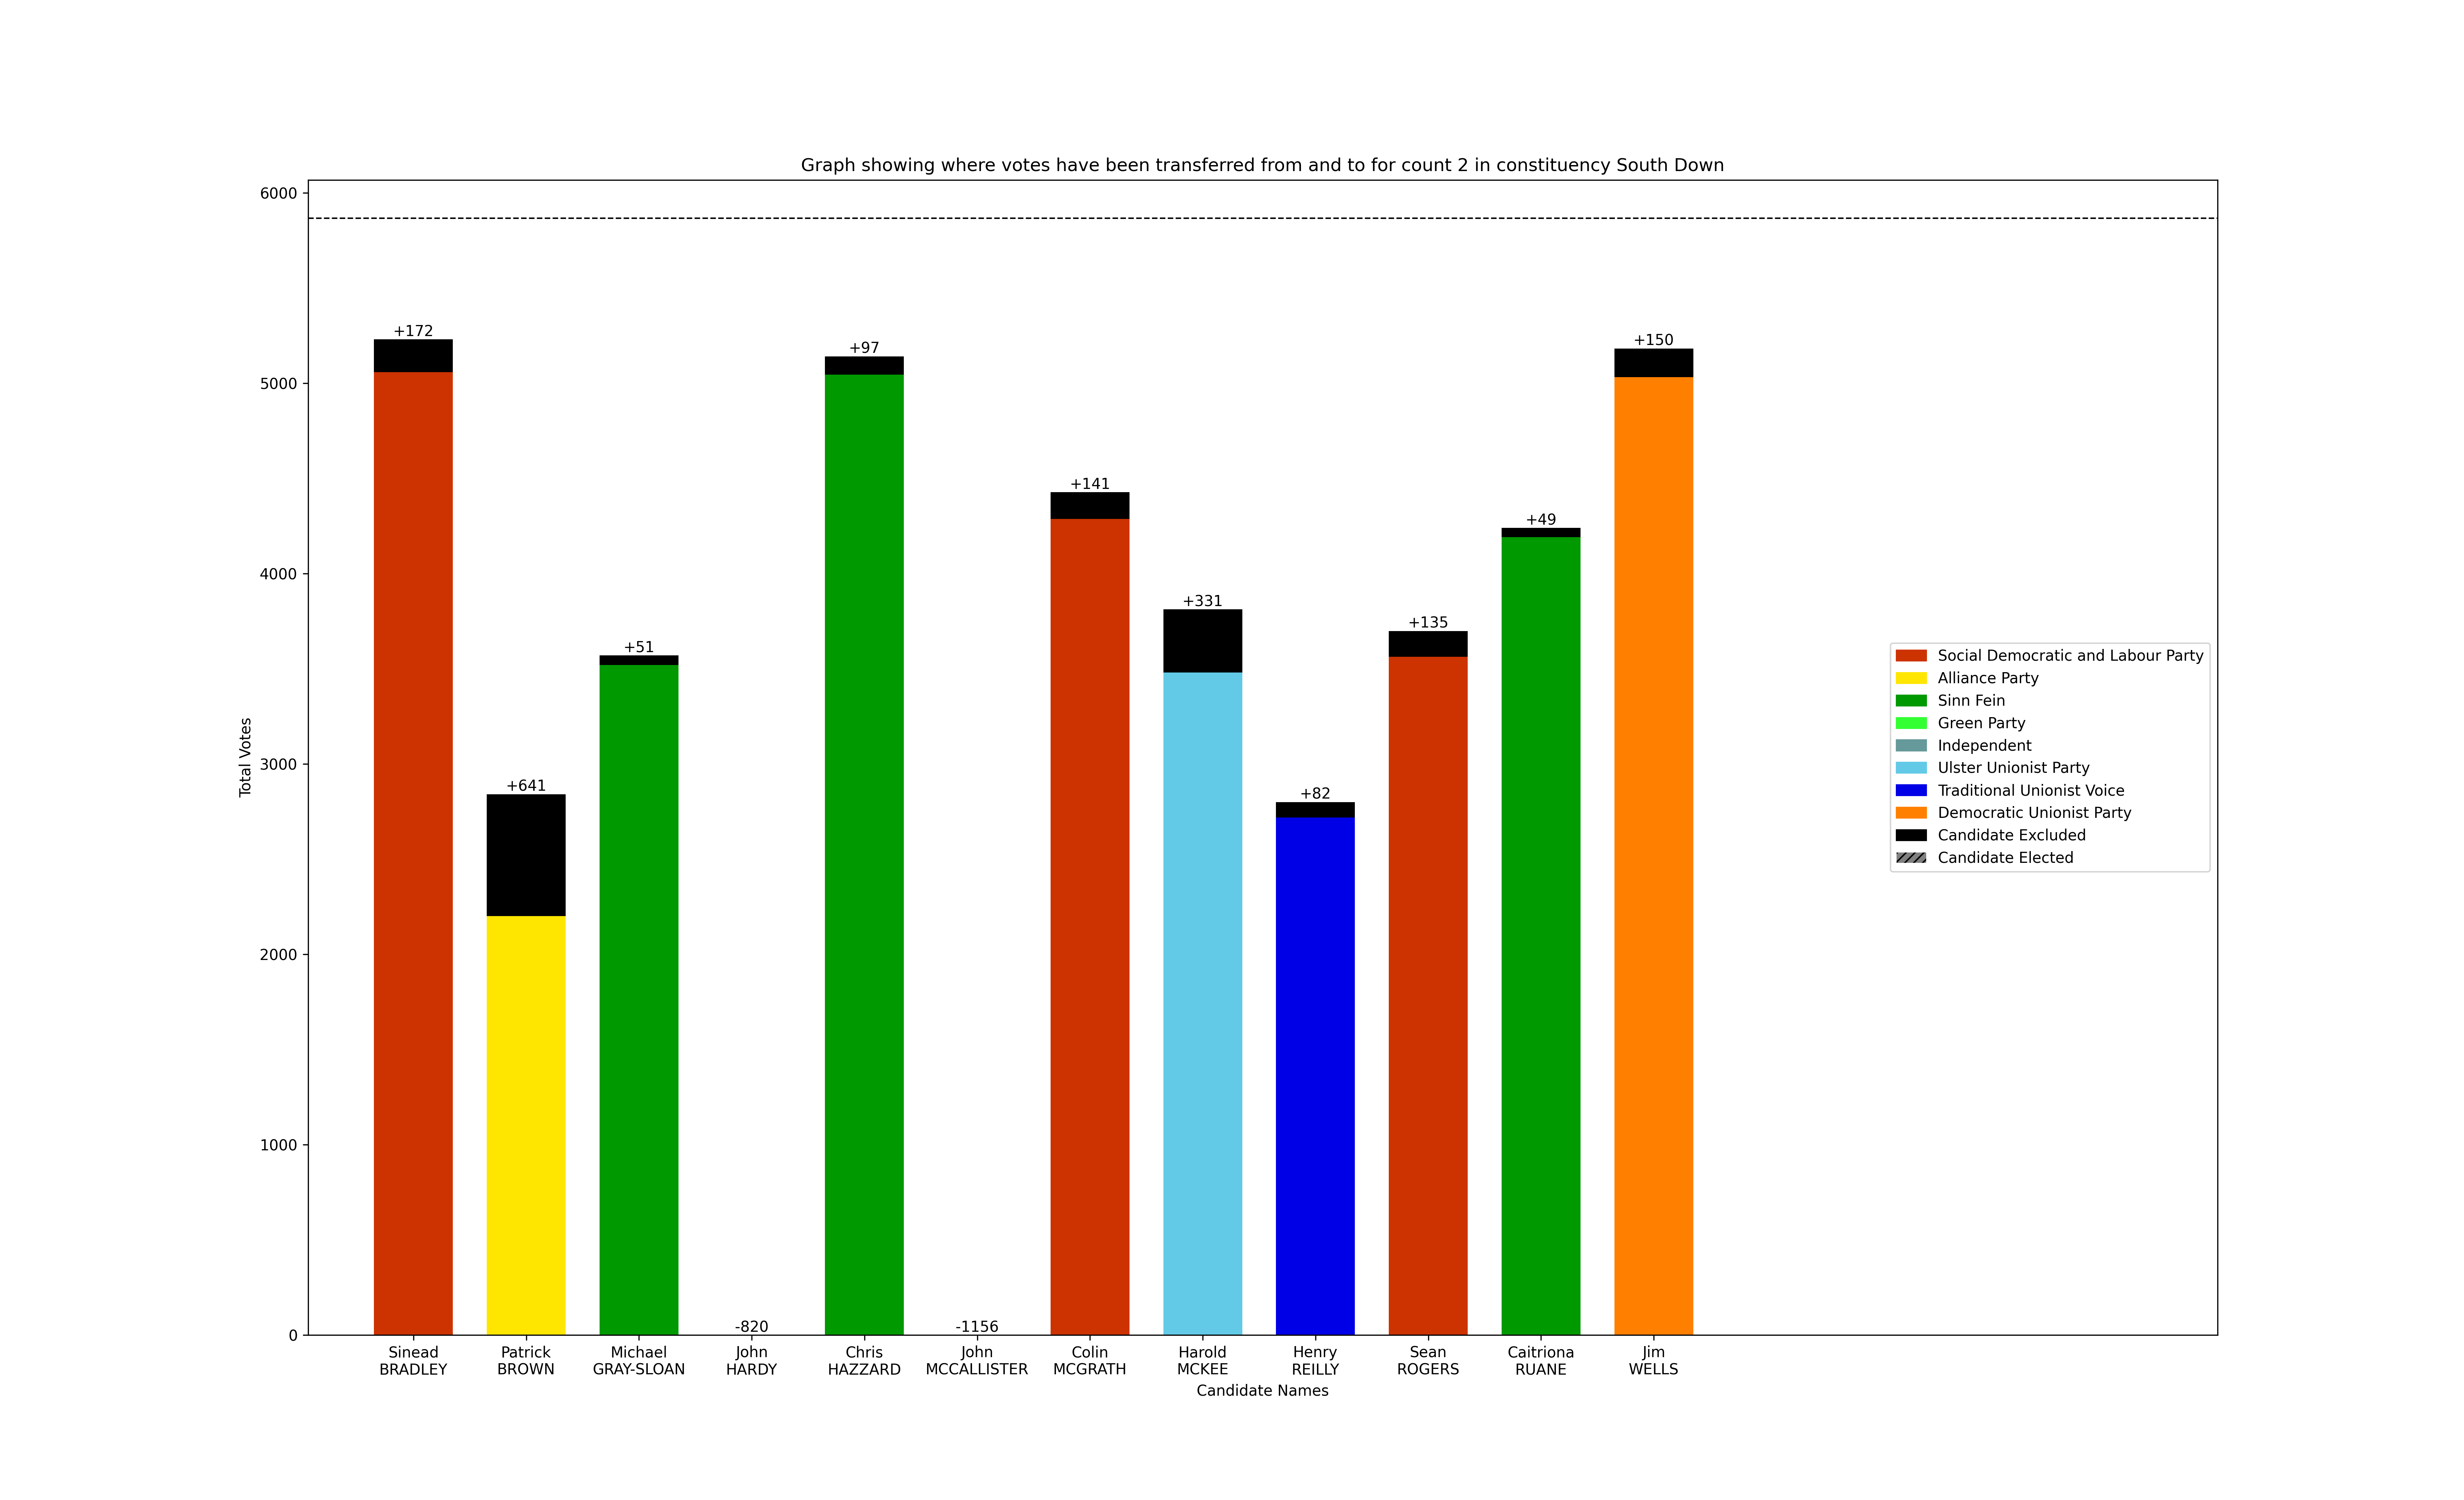 Graph showing where votes have been transferred from and to for count 2 in constituency South Down
6000
5000
4000
3000
2000
1000
0
Total Votes
+172
+641
+51
-820
+97
-1156
+141
+331
+82
+135
+49
+150
Social Democratic and Labour Party
Alliance Party
Sinn Fein
Green Party
Independent
Ulster Unionist Party
Traditional Unionist Voice
Democratic Unionist Party
Candidate Excluded
Candidate Elected
Sinead
BRADLEY
Patrick
BROWN
Michael
GRAY-SLOAN
John
HARDY
Chris
HAZZARD
John
MCCALLISTER
Colin
MCGRATH
Harold
MCKEE
Henry
REILLY
Sean
ROGERS
Caitriona
RUANE
Jim
WELLS
Candidate Names